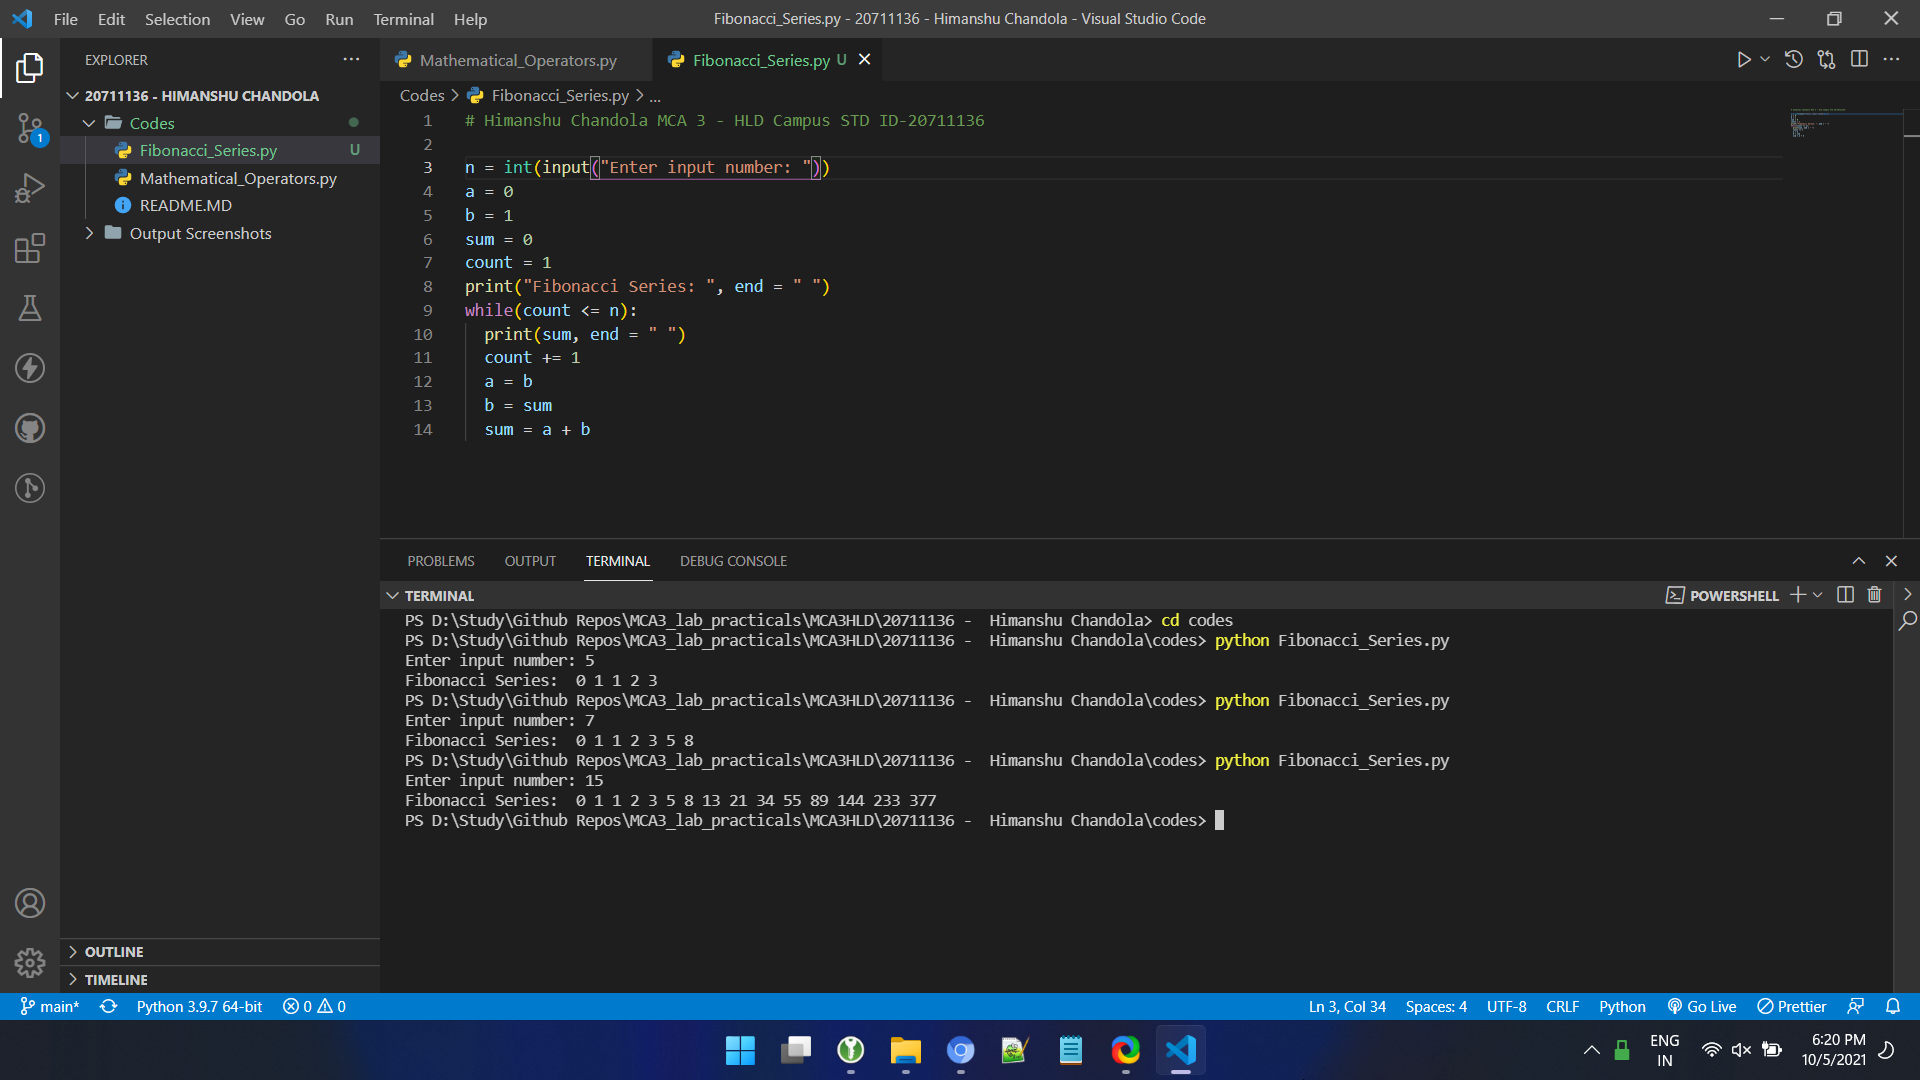 File Edit Selection View Go Run Terminal Help
Fibonacci_Series.py - 20711136 - Himanshu Chandola - Visual Studio Code
EXPLORER
20711136 - HIMANSHU CHANDOLA
Codes
Fibonacci_Series.py U
Mathematical_Operators.py
README.MD
Output Screenshots
1
OUTLINE
TIMELINE
Mathematical_Operators.py
Fibonacci_Series.py U
Codes > Fibonacci_Series.py > ...
1 # Himanshu Chandola MCA 3 - HLD Campus STD ID-20711136
2
3 n = int(input("Enter input number: "))
4 a = 0
5 b = 1
6 sum = 0
7 count = 1
8 print("Fibonacci Series: ", end = " ")
9 while(count <= n):
10 print(sum, end = " ")
11 count += 1
12 a = b
13 b = sum
14 sum = a + b
PROBLEMS OUTPUT TERMINAL DEBUG CONSOLE
TERMINAL
POWERSHELL
PS D:\Study\Github Repos\MCA3_lab_practicals\MCA3HLD\20711136 -  Himanshu Chandola> cd codes
PS D:\Study\Github Repos\MCA3_lab_practicals\MCA3HLD\20711136 -  Himanshu Chandola\codes> python Fibonacci_Series.py
Enter input number: 5
Fibonacci Series:  0 1 1 2 3
PS D:\Study\Github Repos\MCA3_lab_practicals\MCA3HLD\20711136 -  Himanshu Chandola\codes> python Fibonacci_Series.py
Enter input number: 7
Fibonacci Series:  0 1 1 2 3 5 8
PS D:\Study\Github Repos\MCA3_lab_practicals\MCA3HLD\20711136 -  Himanshu Chandola\codes> python Fibonacci_Series.py
Enter input number: 15
Fibonacci Series:  0 1 1 2 3 5 8 13 21 34 55 89 144 233 377
PS D:\Study\Github Repos\MCA3_lab_practicals\MCA3HLD\20711136 -  Himanshu Chandola\codes>
main* Python 3.9.7 64-bit 0 0
Ln 3, Col 34 Spaces: 4 UTF-8 CRLF Python Go Live Prettier
ENG
IN
6:20 PM
10/5/2021